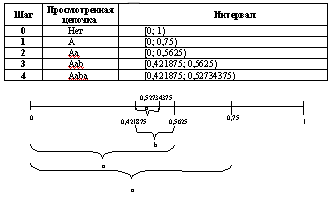 Шаг Просмотренная цепочка Интервал
0 Нет [0; 1)
1 A [0; 0,75)
2 Aa [0; 0,5625)
3 Aab [0,421875; 0,5625)
4 Aaba [0,421875; 0,52734375)
0,52734375
a
0 0,421875 0,5625 0,75 1
b
a
a